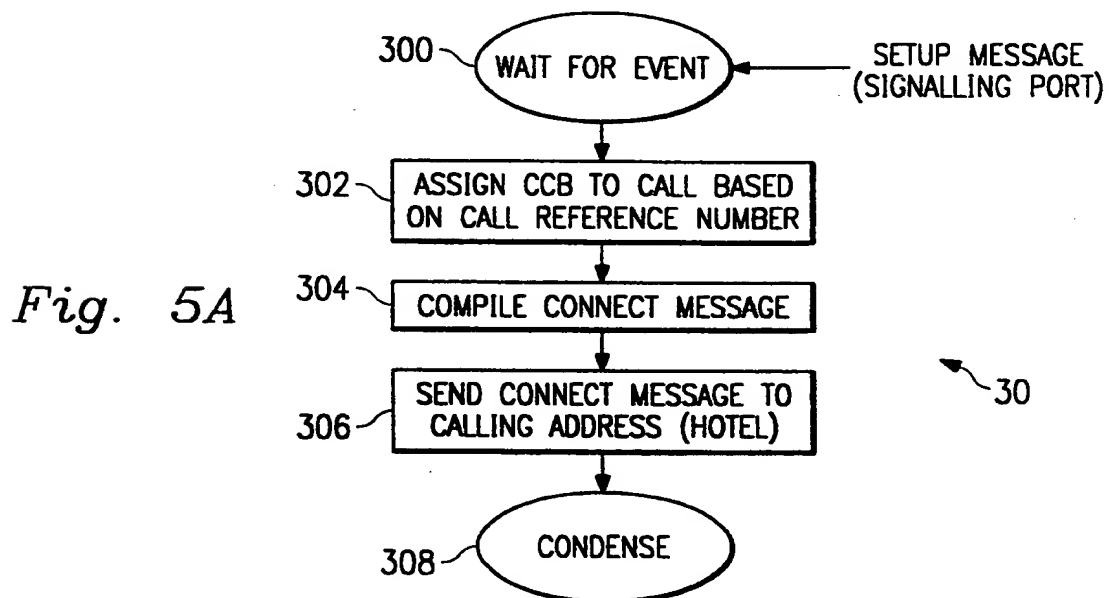 300
WAIT FOR EVENT
SETUP MESSAGE
(SIGNALLING PORT)
302
ASSIGN CCB TO CALL BASED
ON CALL REFERENCE NUMBER
Fig. 5A
304
COMPILE CONNECT MESSAGE
306
SEND CONNECT MESSAGE TO
CALLING ADDRESS (HOTEL)
30
308
CONDENSE